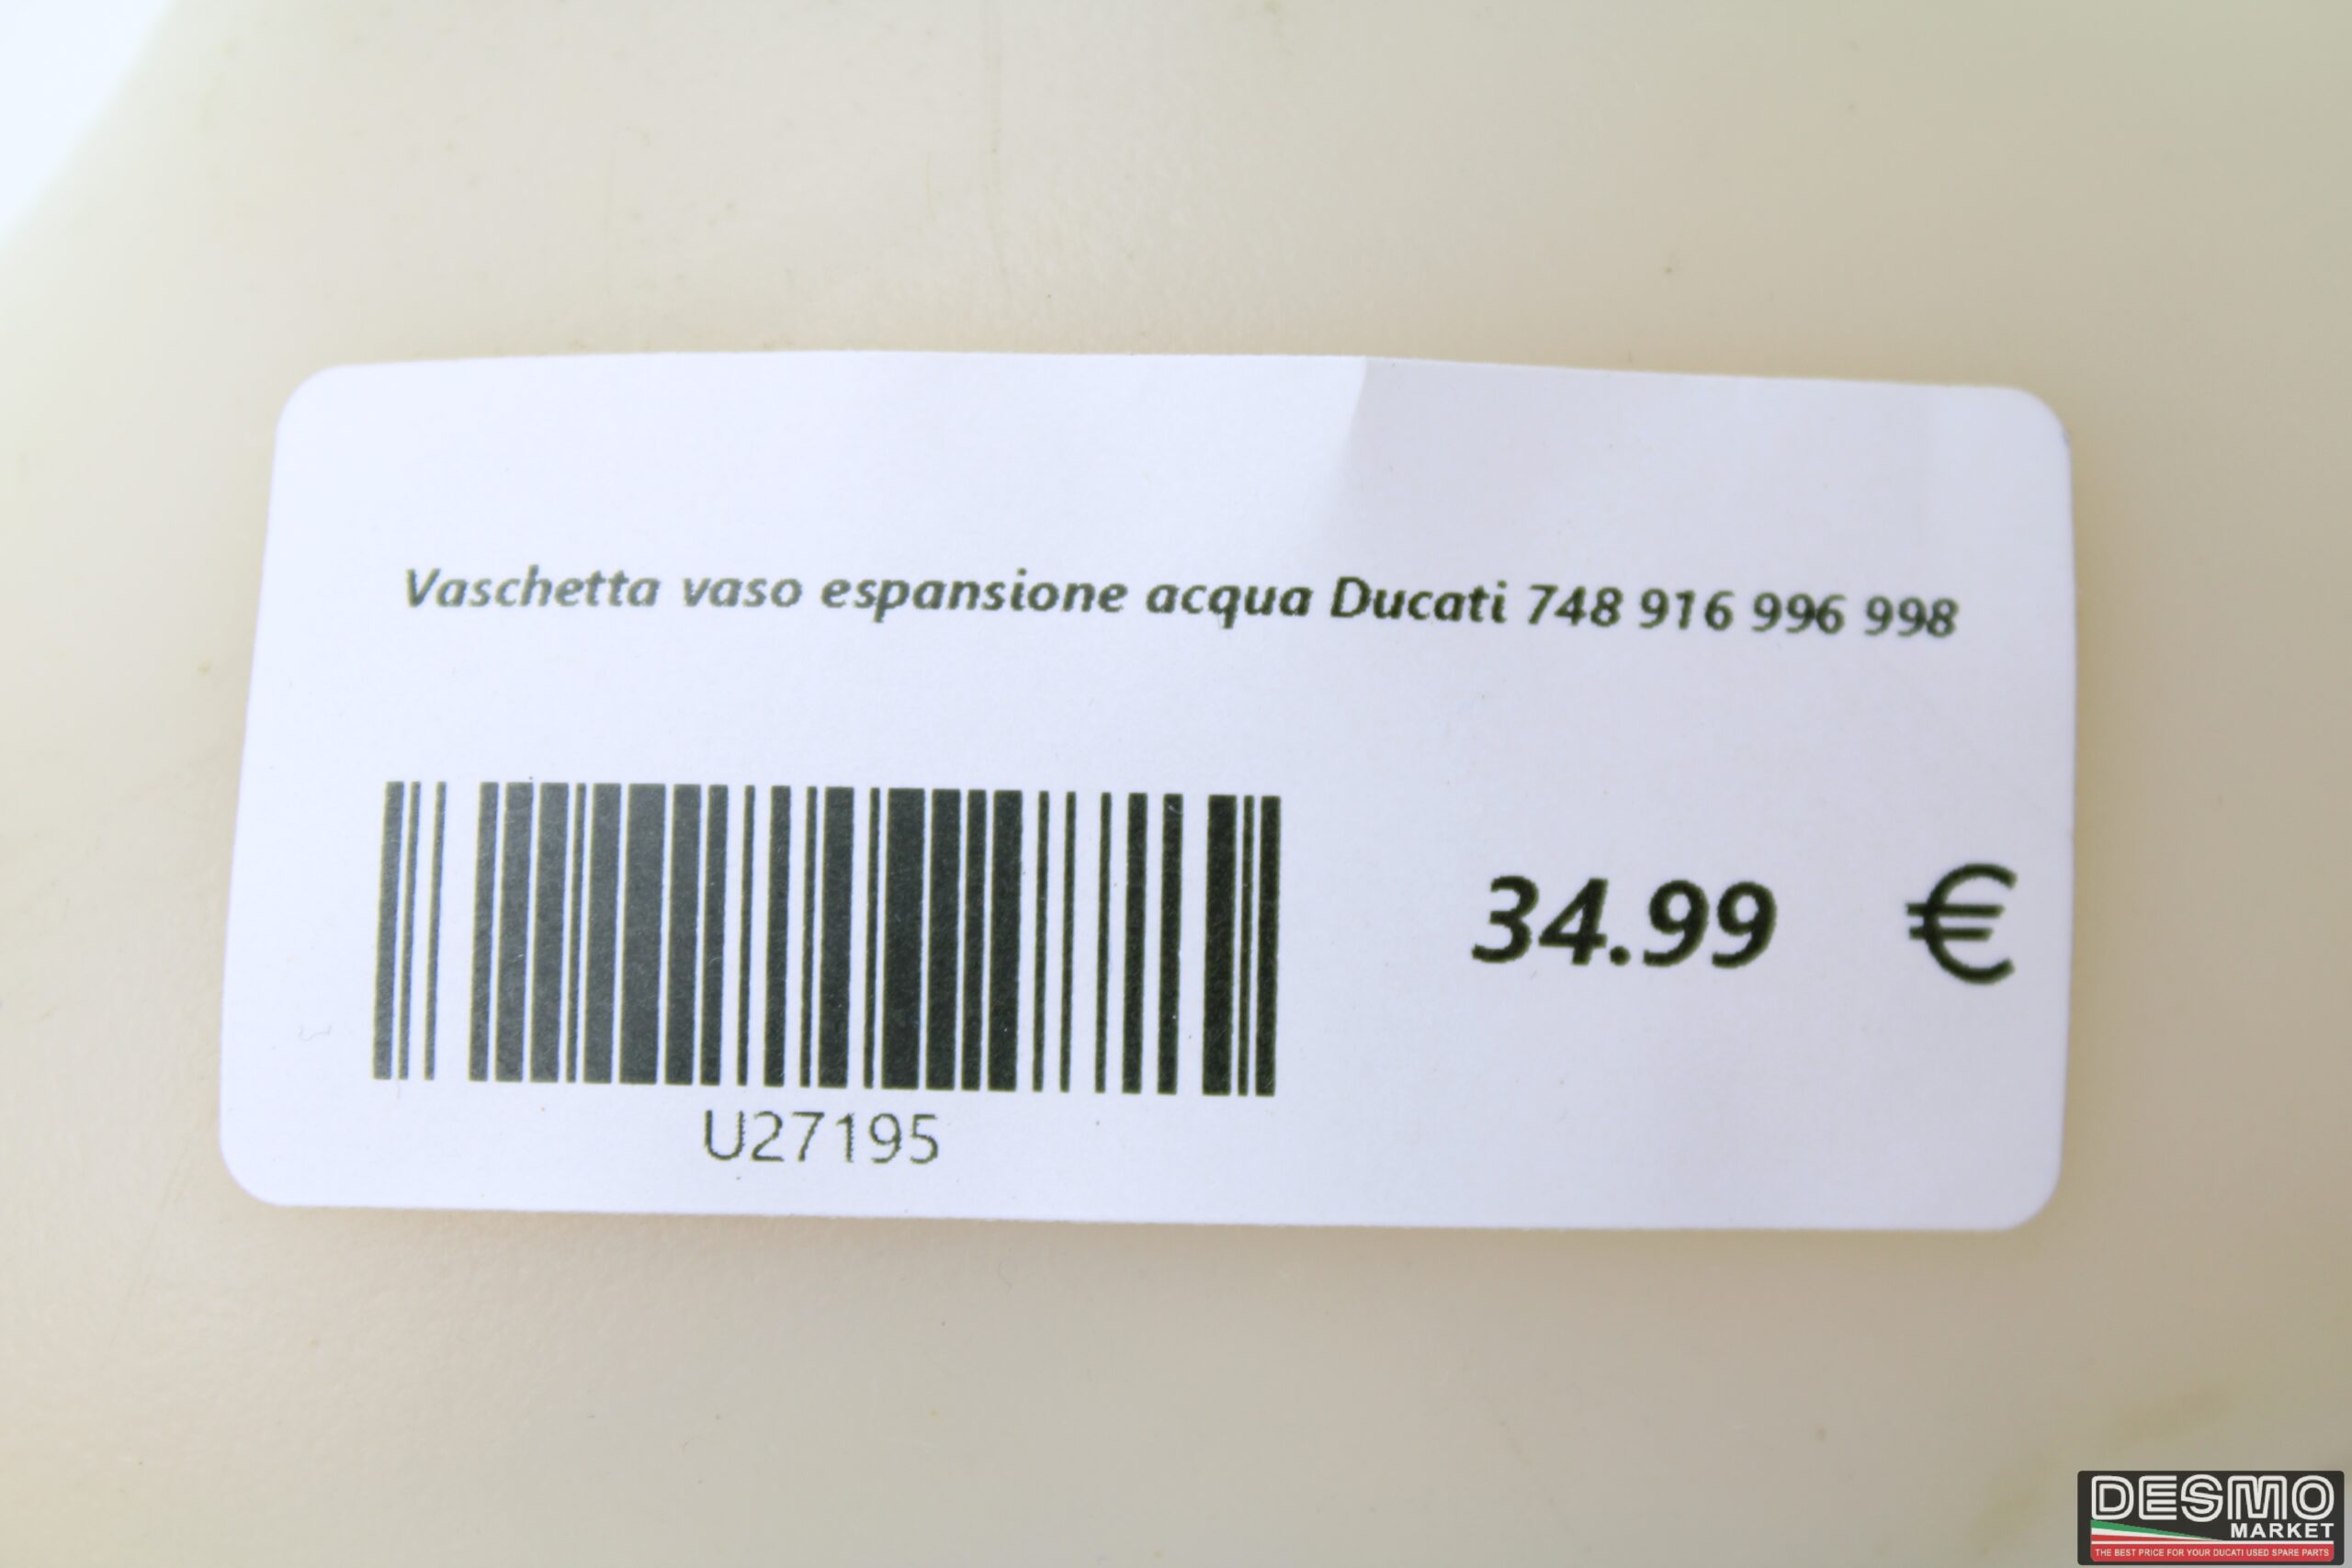 Vaschetta vaso espansione acqua Ducati 748 916 996 998
34.99 €
U27195
DESMO
MARKET
THE BEST PRICE FOR YOUR DUCATI USED SPARE PARTS